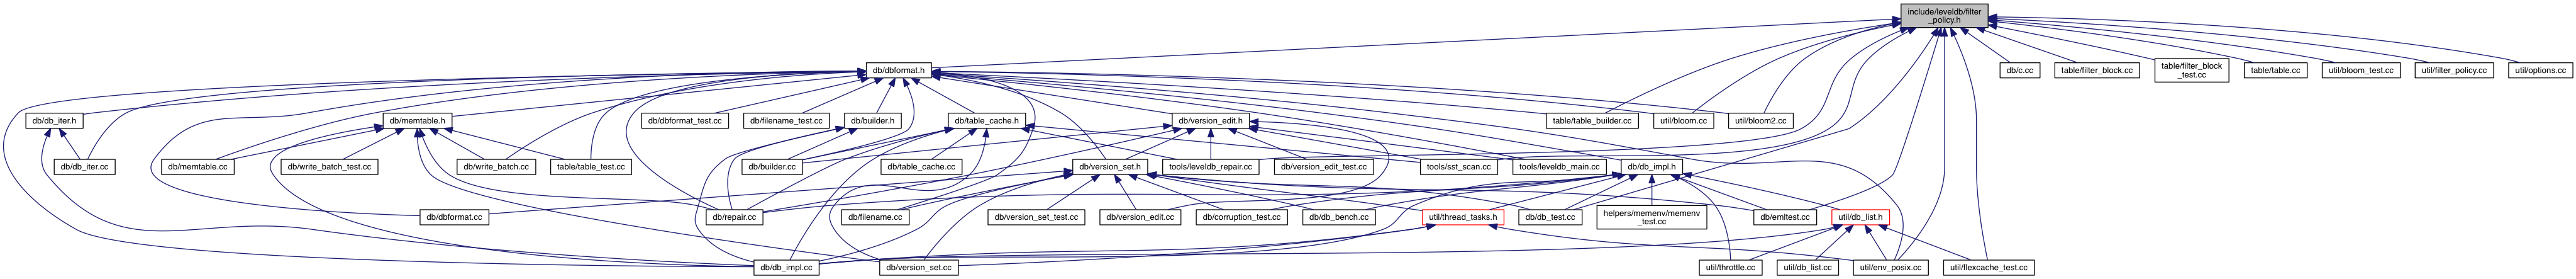 include/leveldb/filter
_policy.h
db/dbformat.h
db/c.cc
table/filter_block.cc
table/filter_block
_test.cc
table/table.cc
util/bloom_test.cc
util/filter_policy.cc
util/options.cc
db/db_iter.h
db/memtable.h
db/dbformat_test.cc
db/filename_test.cc
db/builder.h
db/table_cache.h
db/version_edit.h
table/table_builder.cc
util/bloom.cc
util/bloom2.cc
db/db_iter.cc
db/memtable.cc
db/write_batch_test.cc
db/write_batch.cc
table/table_test.cc
db/builder.cc
db/table_cache.cc
db/version_set.h
tools/leveldb_repair.cc
db/version_edit_test.cc
tools/sst_scan.cc
tools/leveldb_main.cc
db/db_impl.h
db/dbformat.cc
db/repair.cc
db/filename.cc
db/version_set_test.cc
db/version_edit.cc
db/corruption_test.cc
db/db_bench.cc
util/thread_tasks.h
db/db_test.cc
helpers/memenv/memenv
_test.cc
db/emltest.cc
util/db_list.h
db/db_impl.cc
db/version_set.cc
util/throttle.cc
util/db_list.cc
util/env_posix.cc
util/flexcache_test.cc